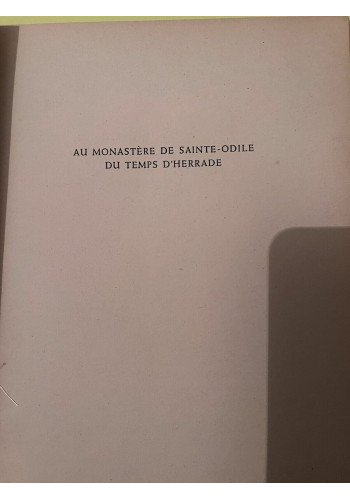 AU MONASTÈRE DE SAINTE-ODILE
DU TEMPS D'HERRADE